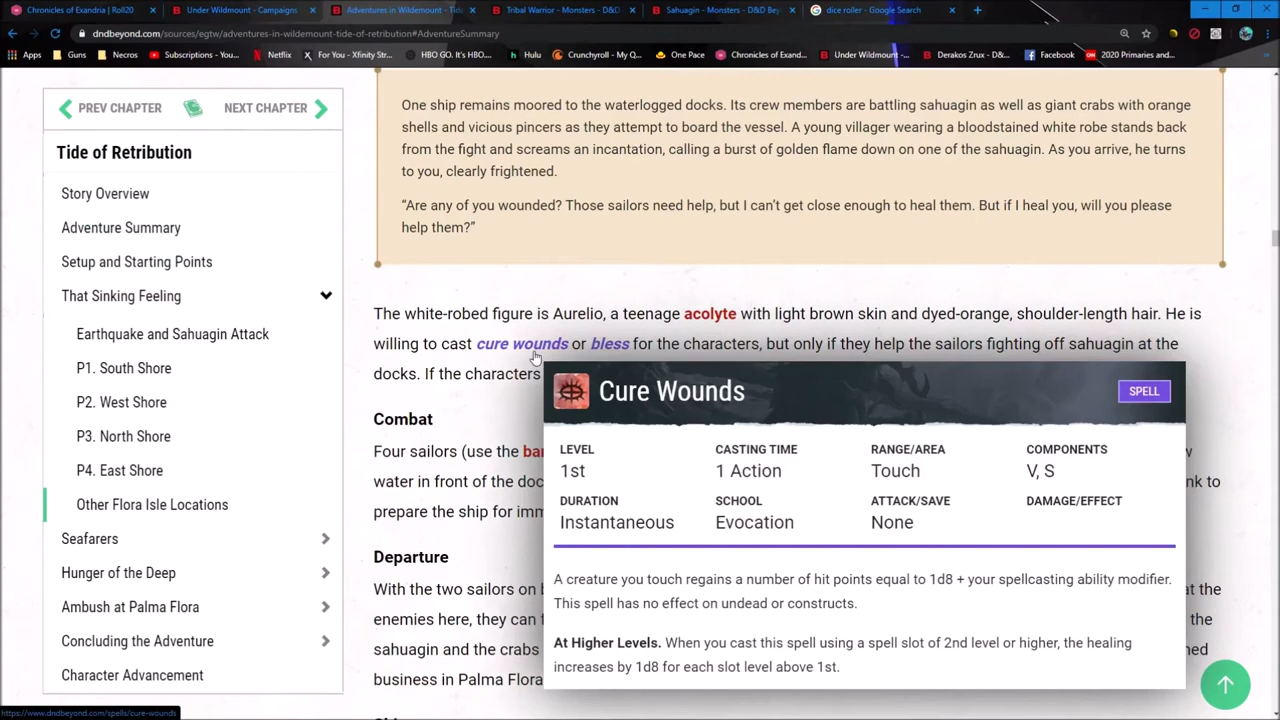 Chronicles of Exandria | Roll20
Under Wildmount - Campaigns
Adventures in Wildemount - Tid
Tribal Warrior - Monsters - D&D
Sahuagin - Monsters - D&D Bey
dice roller - Google Search
dndbeyond.com/sources/egtw/adventures-in-wildemount-tide-of-retribution#AdventureSummary
Apps
Guns
Necros
Subscriptions - You...
Netflix
For You - Xfinity Stre...
HBO GO. It's HBO...
Hulu
Crunchyroll - My Q...
One Pace
Chronicles of Exan...
Under Wildmount -...
Derakos Znux - D&...
Facebook
2020 Primaries and...
PREV CHAPTER
NEXT CHAPTER
Tide of Retribution
Story Overview
Adventure Summary
Setup and Starting Points
That Sinking Feeling
Earthquake and Sahuagin Attack
P1. South Shore
P2. West Shore
P3. North Shore
P4. East Shore
Other Flora Isle Locations
Seafarers
Hunger of the Deep
Ambush at Palma Flora
Concluding the Adventure
Character Advancement
One ship remains moored to the waterlogged docks. Its crew members are battling sahuagin as well as giant crabs with orange
shells and vicious pincers as they attempt to board the vessel. A young villager wearing a bloodstained white robe stands back
from the fight and screams an incantation, calling a burst of golden flame down on one of the sahuagin. As you arrive, he turns
to you, clearly frightened.
“Are any of you wounded? Those sailors need help, but I can’t get close enough to heal them. But if I heal you, will you please
help them?”
The white-robed figure is Aurelio, a teenage acolyte with light brown skin and dyed-orange, shoulder-length hair. He is
willing to cast cure wounds or bless for the characters, but only if they help the sailors fighting off sahuagin at the
docks. If the characters
Combat
Four sailors (use the
water in front of the
prepare the ship for
Departure
With the two sailors on
enemies here, they can
sahuagin and the crabs
business in Palma Flora
Cure Wounds
SPELL
LEVEL CASTING TIME RANGE/AREA COMPONENTS
1st 1 Action Touch V, S
DURATION SCHOOL ATTACK/SAVE DAMAGE/EFFECT
Instantaneous Evocation None
A creature you touch regains a number of hit points equal to 1d8 + your spellcasting ability modifier.
This spell has no effect on undead or constructs.
At Higher Levels. When you cast this spell using a spell slot of 2nd level or higher, the healing
increases by 1d8 for each slot level above 1st.
https://www.dndbeyond.com/spells/cure-wounds